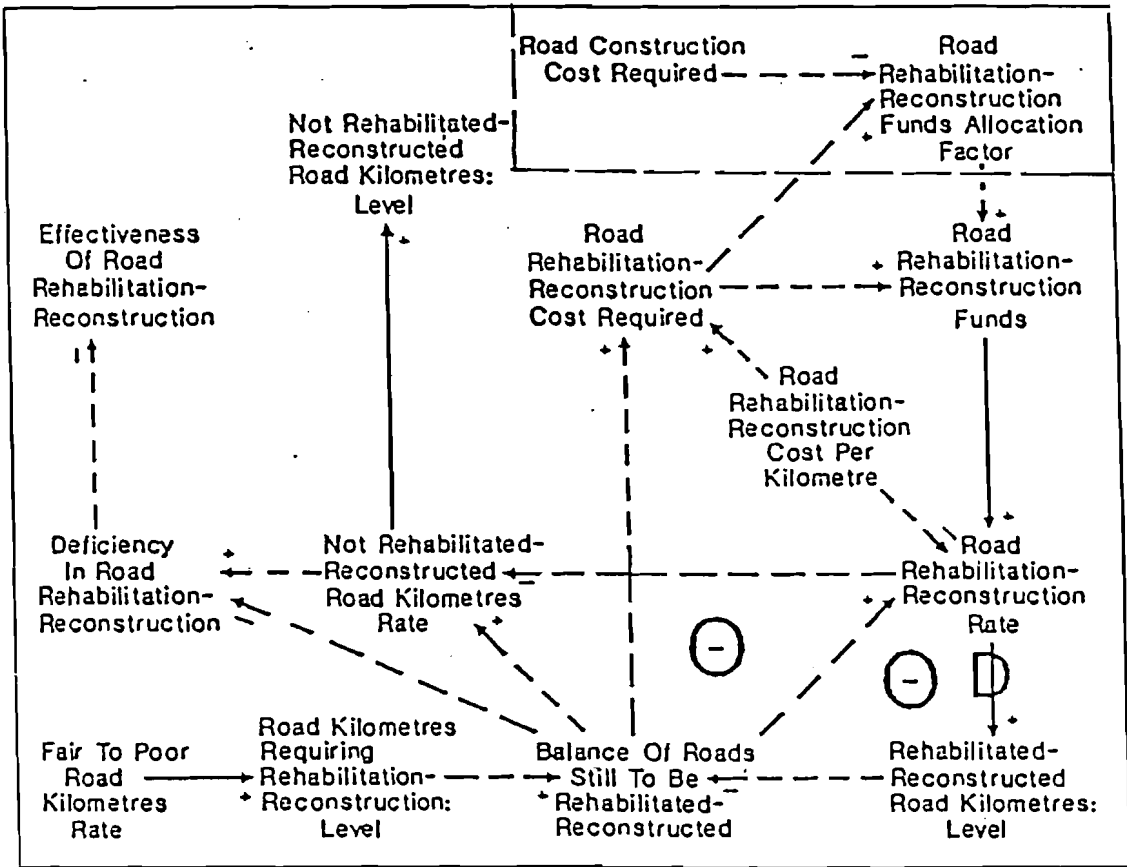 Road Construction
Cost Required
−
Road
Rehabilitation-
Reconstruction
Funds Allocation
Factor
+
Not Rehabilitated-
Reconstructed
Road Kilometres:
Level
+
Effectiveness
Of Road
Rehabilitation-
Reconstruction
Road
Rehabilitation-
Reconstruction
Cost Required
+
+
+
+
Road
Rehabilitation-
Reconstruction
Funds
Road
Rehabilitation-
Reconstruction
Cost Per
Kilometre
Deficiency
In Road
Rehabilitation-
Reconstruction
+
Not Rehabilitated-
Reconstructed
Road Kilometres
Rate
−
+
+
Road
Rehabilitation-
Reconstruction
Rate
+
−
−
D
Fair To Poor
Road
Kilometres
Rate
Road Kilometres
Requiring
Rehabilitation-
Reconstruction:
Level
+
Balance Of Roads
Still To Be
Rehabilitated-
Reconstructed
+
−
+
Rehabilitated-
Reconstructed
Road Kilometres:
Level